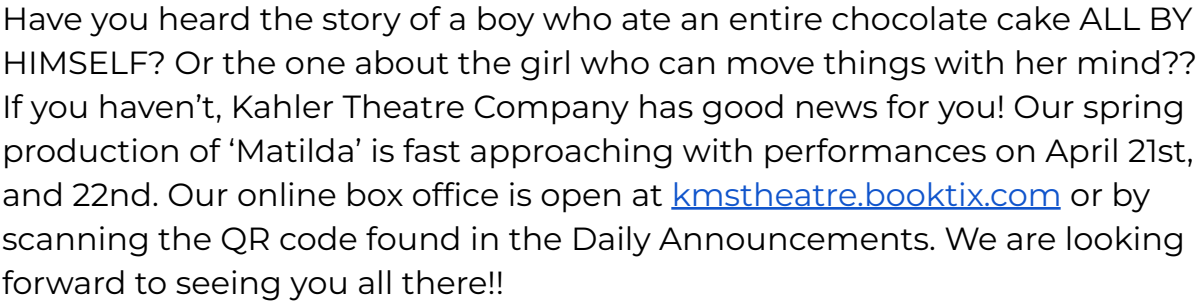 Have you heard the story of a boy who ate an entire chocolate cake ALL BY
HIMSELF? Or the one about the girl who can move things with her mind??
If you haven’t, Kahler Theatre Company has good news for you! Our spring
production of ‘Matilda’ is fast approaching with performances on April 21st,
and 22nd. Our online box office is open at kmstheatre.booktix.com or by
scanning the QR code found in the Daily Announcements. We are looking
forward to seeing you all there!!